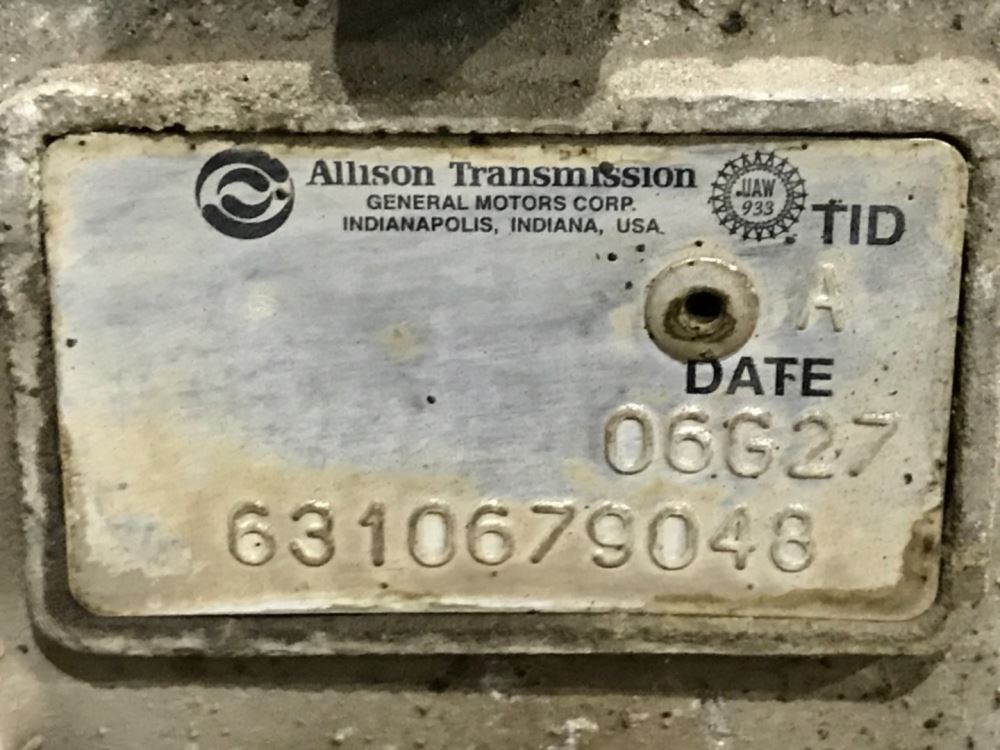 Allison Transmission
GENERAL MOTORS CORP.
INDIANAPOLIS, INDIANA, USA.
UAW
933
TID
A
DATE
06G27
6310679048